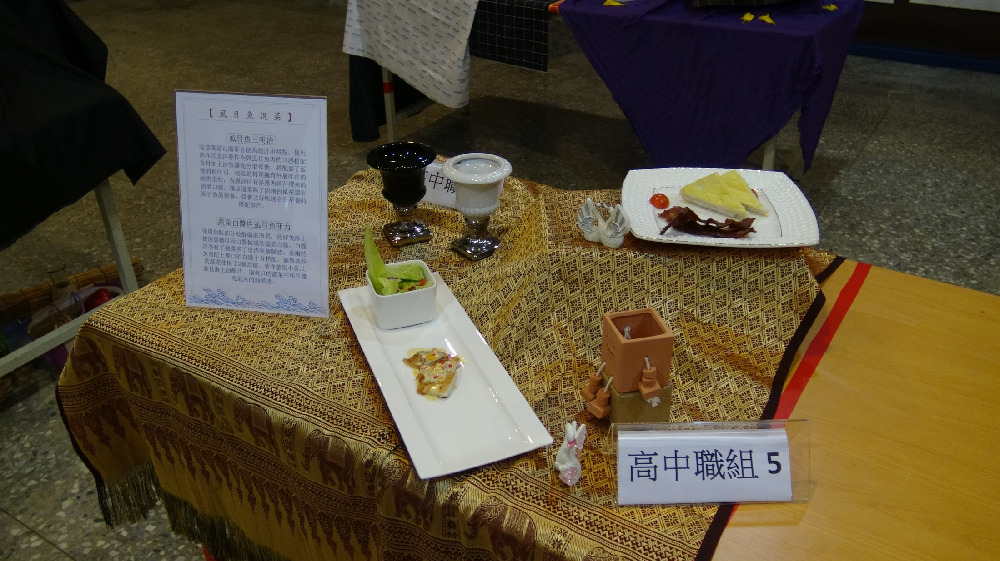 【虱目魚說菜】
虱目魚三明治
這道菜是以簡單方便為設計出發點，使用
西洋芹及洋蔥作為與虱目魚肉的口感搭配
食材加上沙拉醬充分混和後，搭配裹了蛋
液的煎吐司，使這道料理擁有外層吐司的
綿密柔軟，內層沙拉有洋蔥西洋芹帶來的
清爽口感，讓這道菜除了清晰的風味還有
虱目魚的營養，營養又好吃適合在早餐時
搭配享用。
蔬菜白醬佐虱目魚菲力
使用魚肚部分較鮮嫩的肉質，煎好後淋上
使用甜椒以及白醬做成的蔬菜白醬，白醬
因為有了蔬菜多了份清爽解膩感，香嫩的
魚肉配上爽口的白醬十分搭配，擺盤裝飾
的蔬菜使用了2種甜椒、紫洋蔥跟小黃瓜
並且淋上油醋汁，讓爽口的蔬菜中和白醬
吃起來的油膩感。
中職
高中職組 5